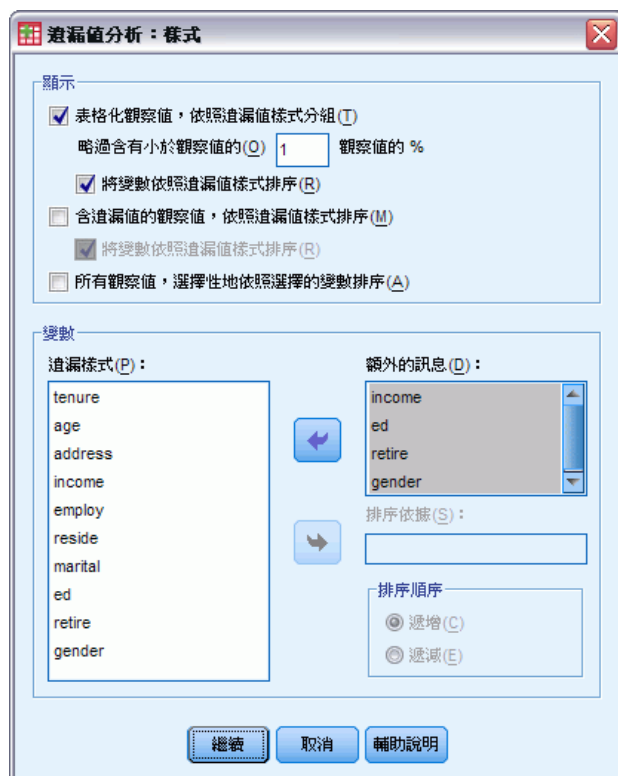 遺漏值分析：樣式
顯示
表格化觀察值，依照遺漏值樣式分組(T)
略過含有小於觀察值的(O) 1 觀察值的 %
將變數依照遺漏值樣式排序(R)
含遺漏值的觀察值，依照遺漏值樣式排序(M)
將變數依照遺漏值樣式排序(R)
所有觀察值，選擇性地依照選擇的變數排序(A)
變數
遺漏樣式(P)：
tenure
age
address
income
employ
reside
marital
ed
retire
gender
額外的訊息(D)：
income
ed
retire
gender
排序依據(S)：
排序順序
遞增(C)
遞減(E)
繼續 取消 輔助說明